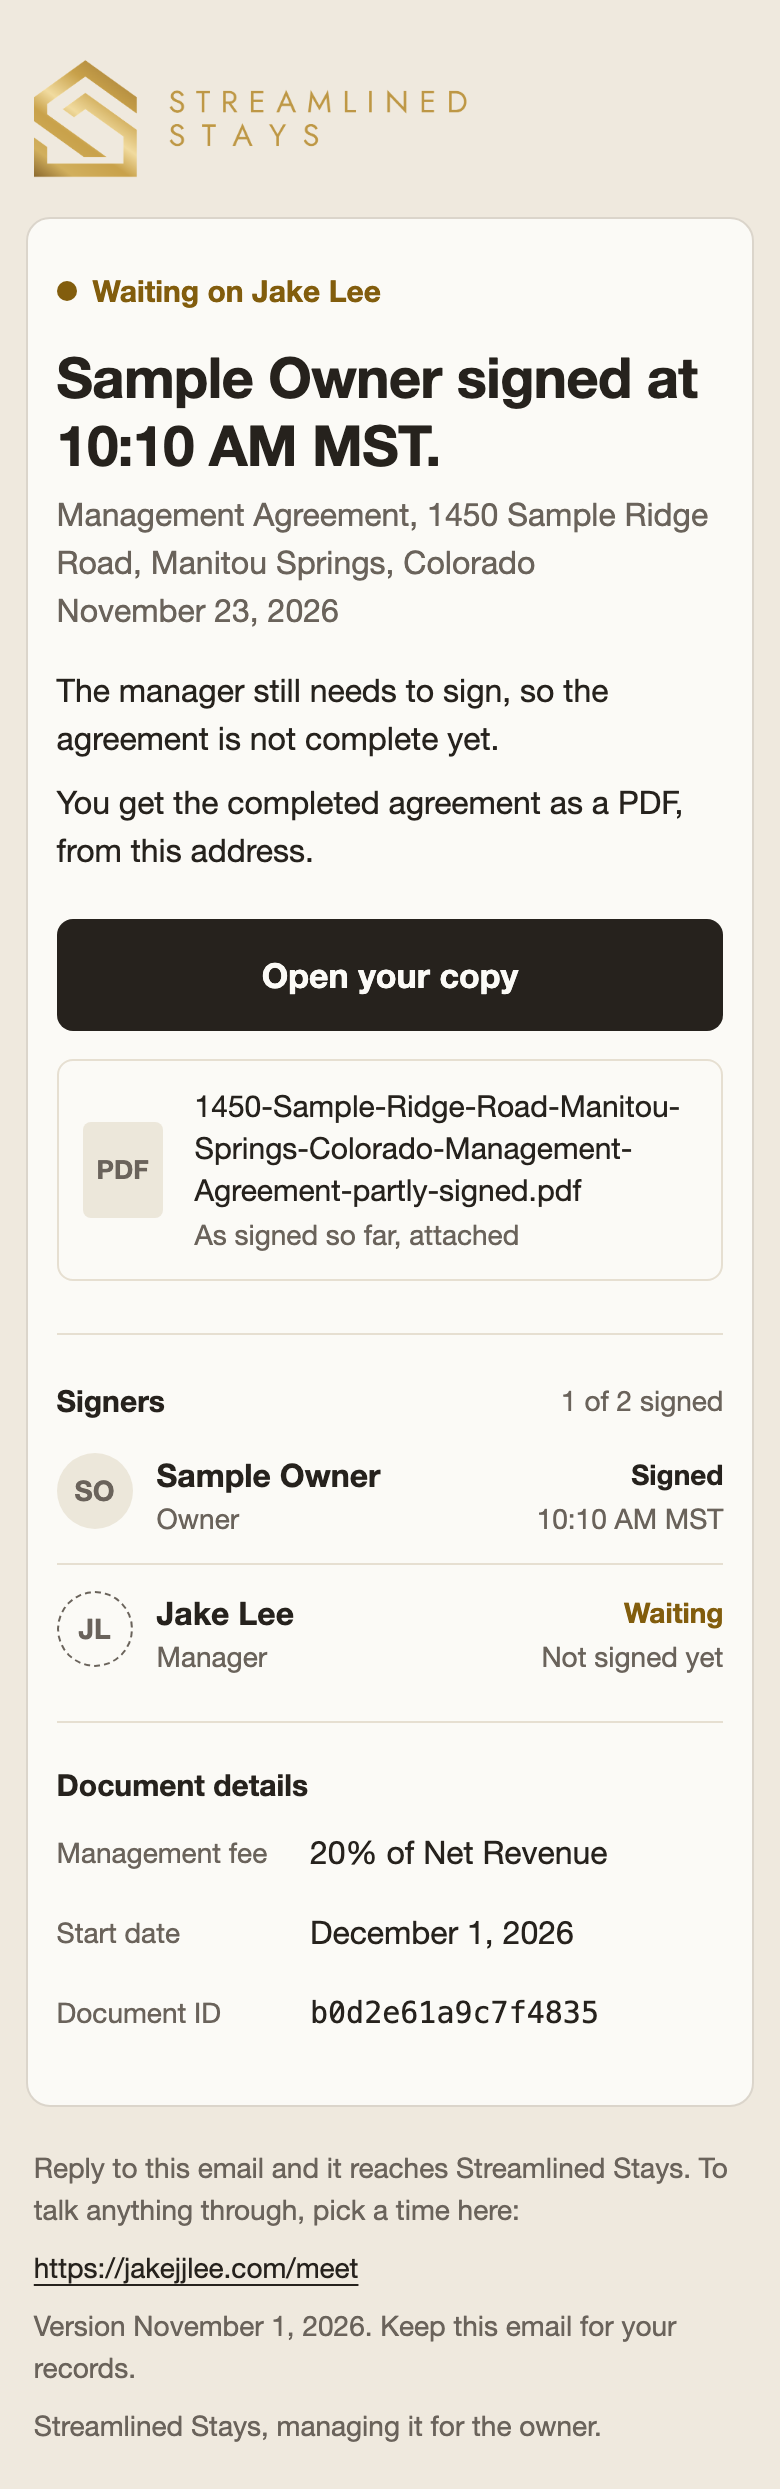 STREAMLINED
STAYS
Waiting on Jake Lee
Sample Owner signed at
10:10 AM MST.
Management Agreement, 1450 Sample Ridge
Road, Manitou Springs, Colorado
November 23, 2026
The manager still needs to sign, so the
agreement is not complete yet.
You get the completed agreement as a PDF,
from this address.
Open your copy
PDF
1450-Sample-Ridge-Road-Manitou-
Springs-Colorado-Management-
Agreement-partly-signed.pdf
As signed so far, attached
Signers 1 of 2 signed
SO Sample Owner Signed
Owner 10:10 AM MST
JL Jake Lee Waiting
Manager Not signed yet
Document details
Management fee 20% of Net Revenue
Start date December 1, 2026
Document ID b0d2e61a9c7f4835
Reply to this email and it reaches Streamlined Stays. To
talk anything through, pick a time here:
https://jakejjlee.com/meet
Version November 1, 2026. Keep this email for your
records.
Streamlined Stays, managing it for the owner.